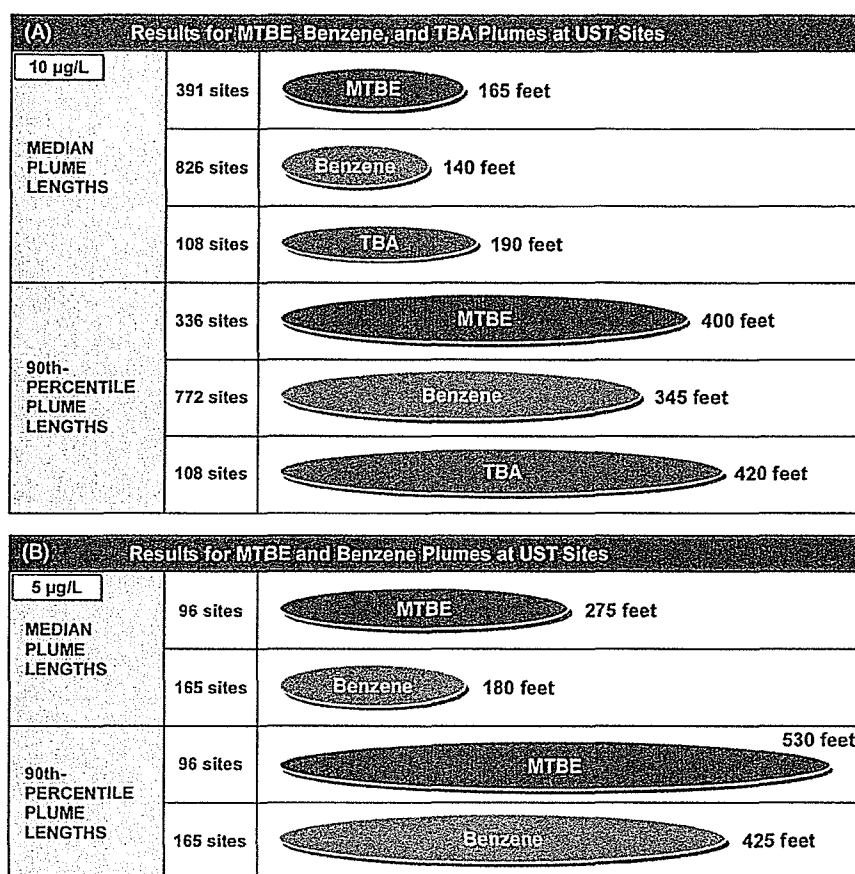 (A) Results for MTBE, Benzene, and TBA Plumes at UST Sites
10 µg/L
MEDIAN
PLUME
LENGTHS
391 sites MTBE 165 feet
826 sites Benzene 140 feet
108 sites TBA 190 feet
90th-
PERCENTILE
PLUME
LENGTHS
336 sites MTBE 400 feet
772 sites Benzene 345 feet
108 sites TBA 420 feet
(B) Results for MTBE and Benzene Plumes at UST Sites
5 µg/L
MEDIAN
PLUME
LENGTHS
96 sites MTBE 275 feet
165 sites Benzene 180 feet
90th-
PERCENTILE
PLUME
LENGTHS
96 sites MTBE 530 feet
165 sites Benzene 425 feet